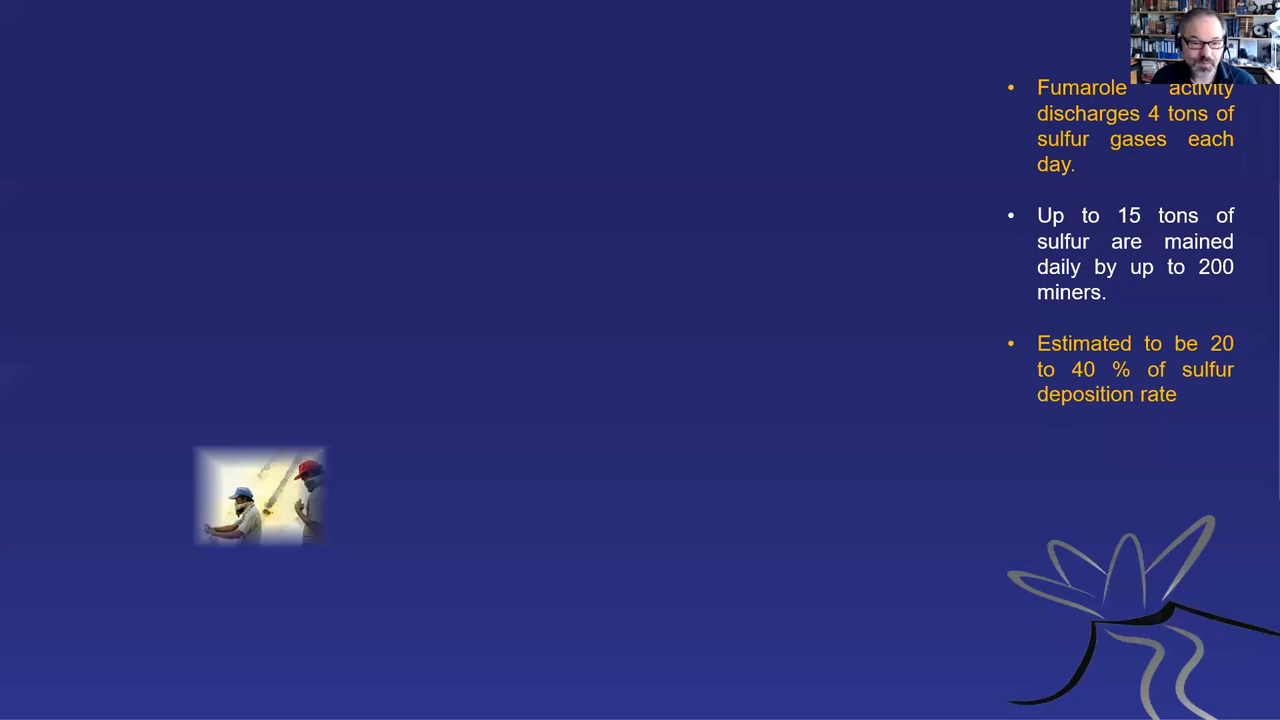 • Fumarole activity
discharges 4 tons of
sulfur gases each
day.
• Up to 15 tons of
sulfur are mained
daily by up to 200
miners.
• Estimated to be 20
to 40 % of sulfur
deposition rate